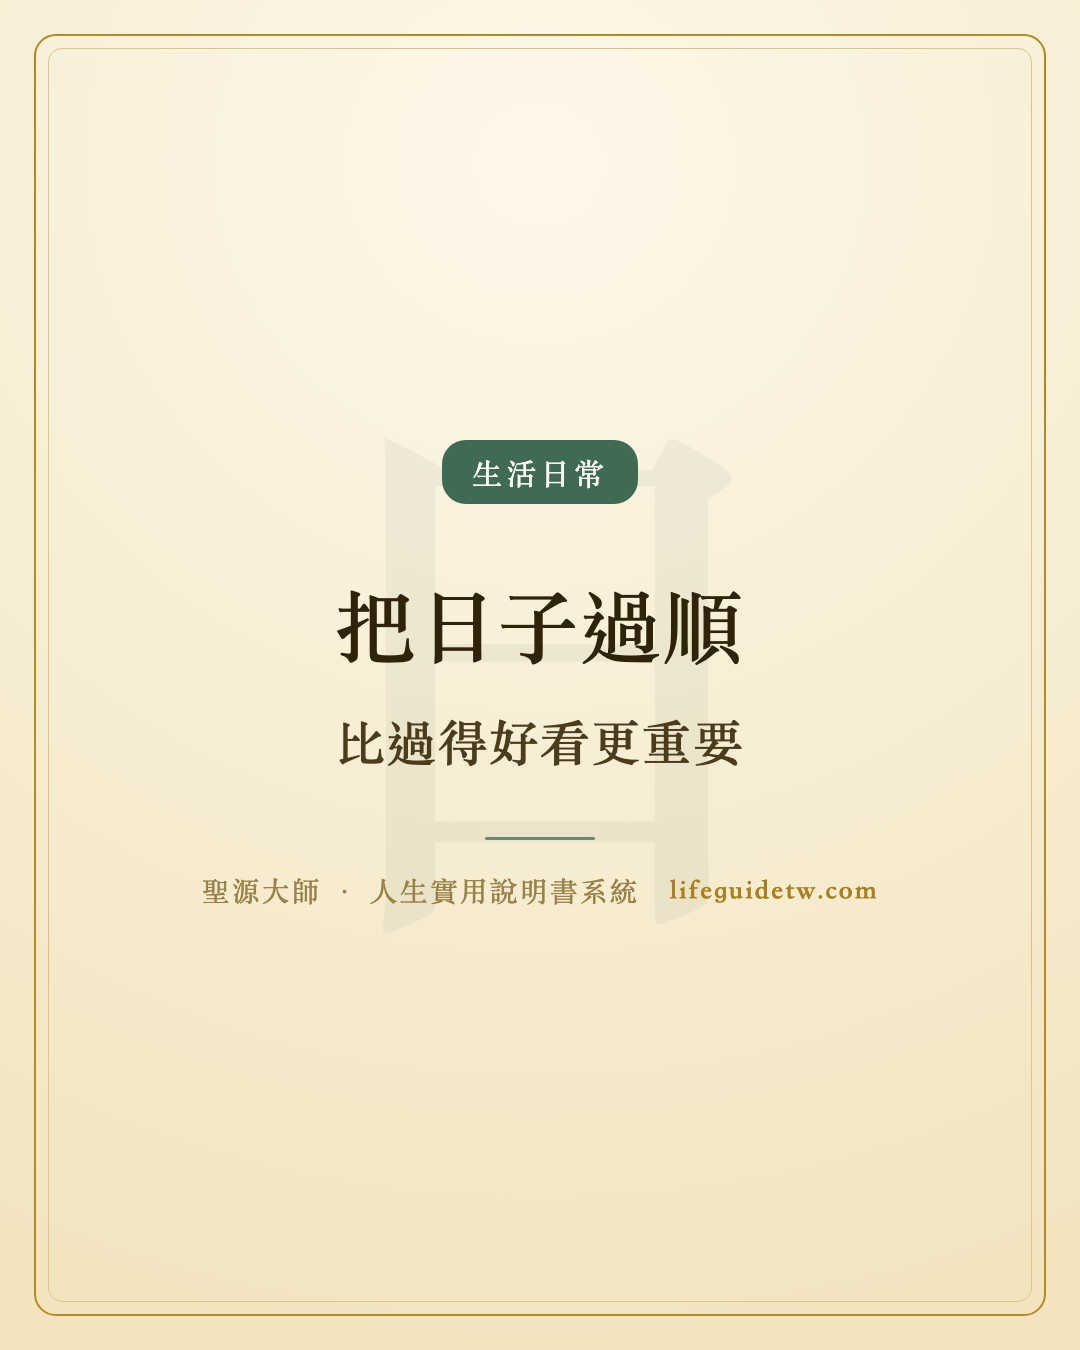 生活日常
把日子過順
比過得好看更重要
聖源大師 · 人生實用說明書系統 lifeguidetw.com
日